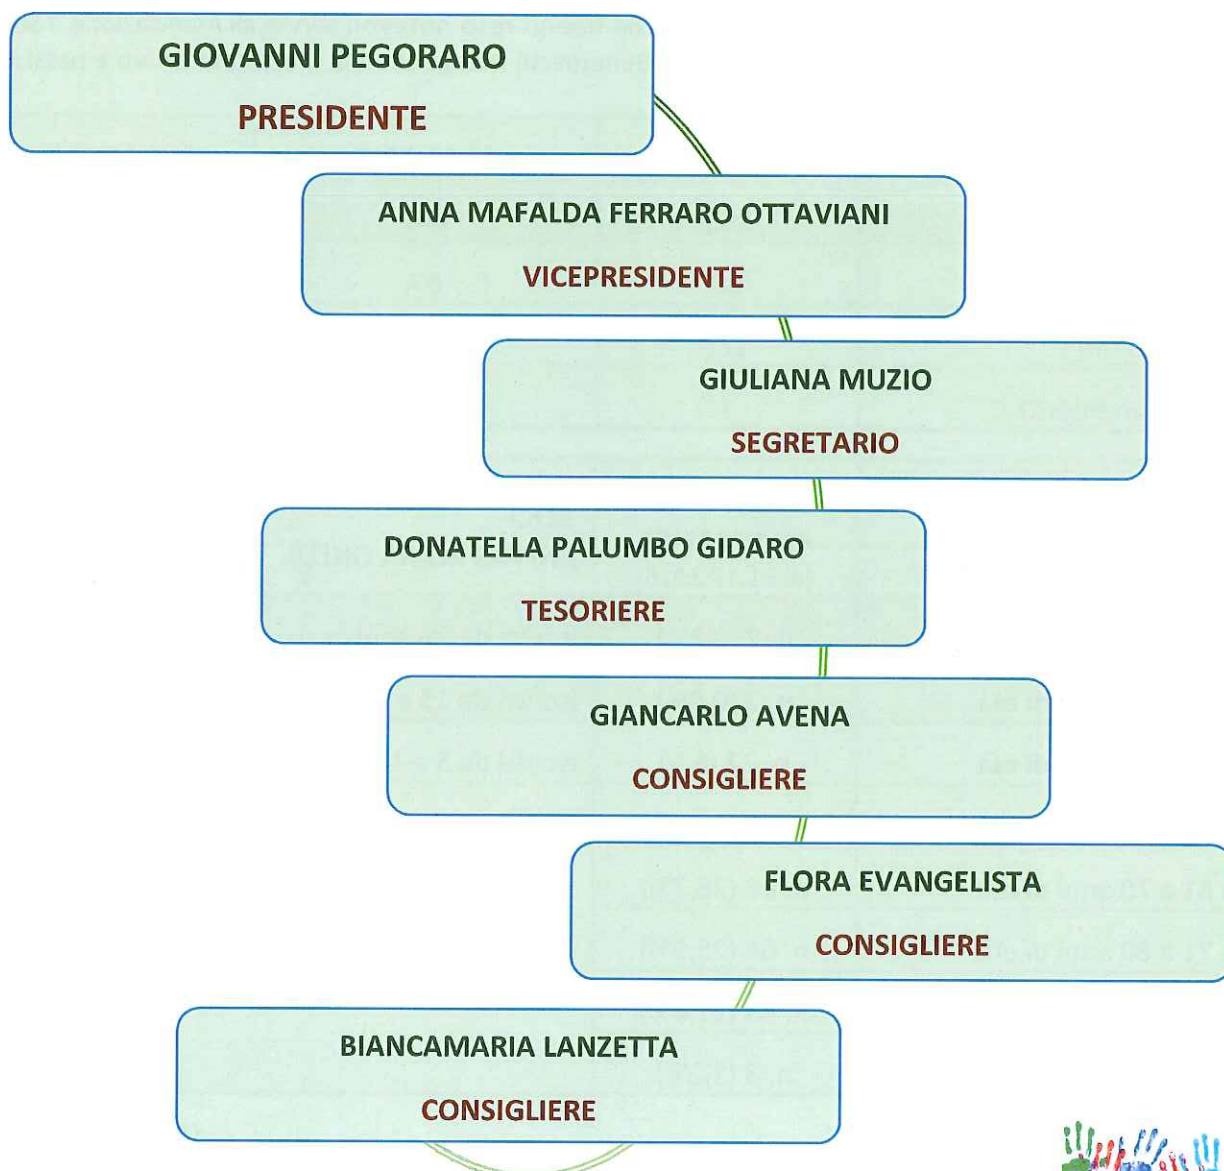 GIOVANNI PEGORARO
PRESIDENTE
ANNA MAFALDA FERRARO OTTAVIANI
VICEPRESIDENTE
GIULIANA MUZIO
SEGRETARIO
DONATELLA PALUMBO GIDARO
TESORIERE
GIANCARLO AVENA
CONSIGLIERE
FLORA EVANGELISTA
CONSIGLIERE
BIANCAMARIA LANZETTA
CONSIGLIERE